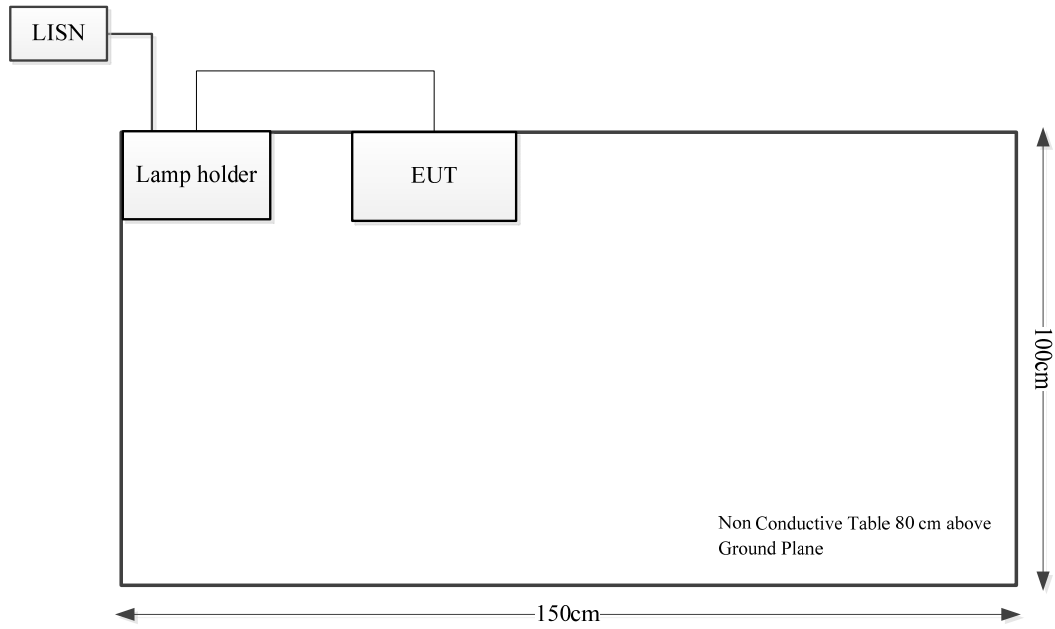 LISN
Lamp holder
EUT
100cm
Non Conductive Table 80 cm above
Ground Plane
150cm